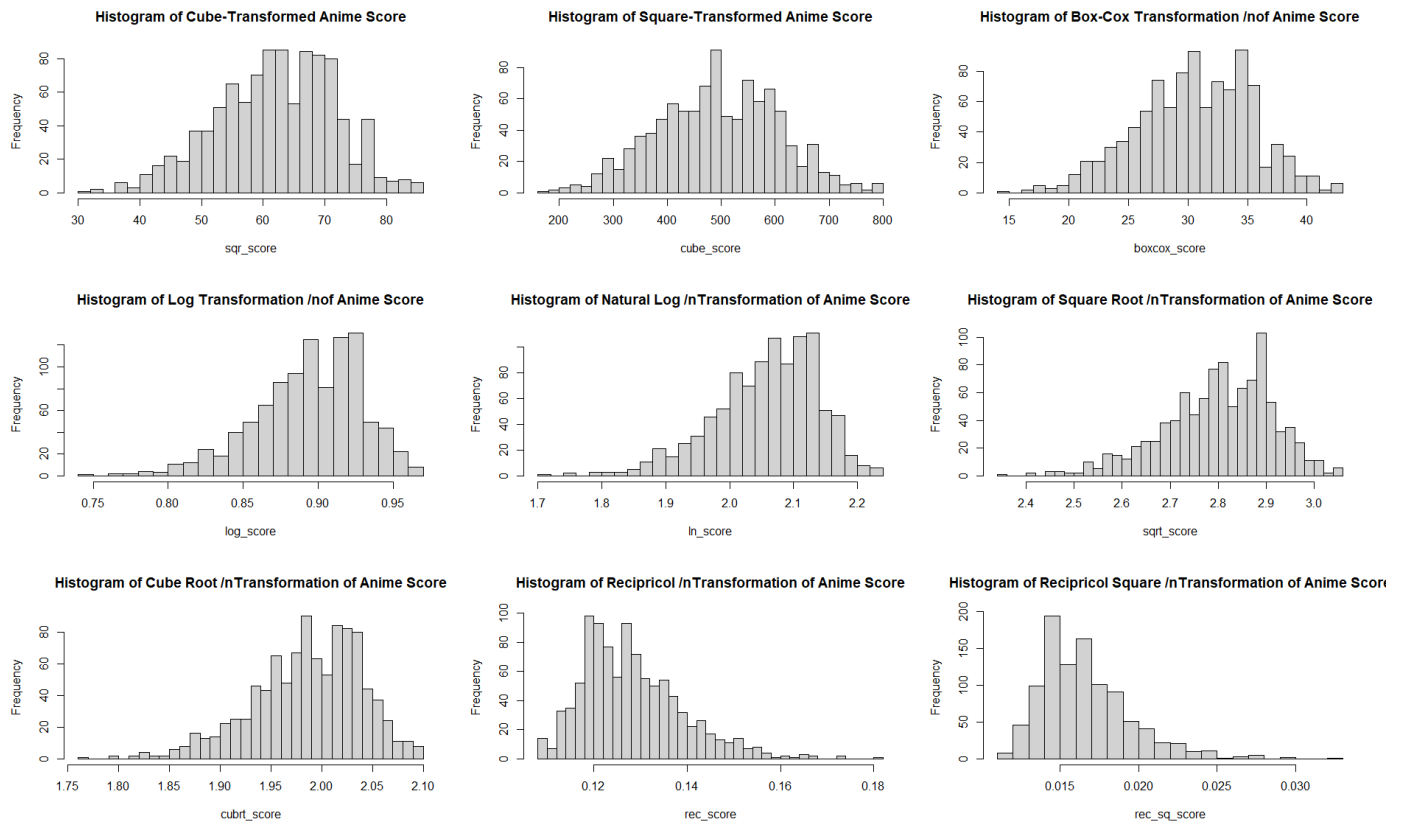 Histogram of Cube-Transformed Anime Score
Frequency
0 20 40 60 80
30 40 50 60 70 80
sqr_score
Histogram of Square-Transformed Anime Score
Frequency
0 20 40 60 80
200 300 400 500 600 700 800
cube_score
Histogram of Box-Cox Transformation /nof Anime Score
Frequency
0 20 40 60 80
15 20 25 30 35 40
boxcox_score
Histogram of Log Transformation /nof Anime Score
Frequency
0 20 60 100
0.75 0.80 0.85 0.90 0.95
log_score
Histogram of Natural Log /nTransformation of Anime Score
Frequency
0 20 40 60 80
1.7 1.8 1.9 2.0 2.1 2.2
ln_score
Histogram of Square Root /nTransformation of Anime Score
Frequency
0 20 40 60 80 100
2.4 2.5 2.6 2.7 2.8 2.9 3.0
sqrt_score
Histogram of Cube Root /nTransformation of Anime Score
Frequency
0 20 40 60 80
1.75 1.80 1.85 1.90 1.95 2.00 2.05 2.10
cubrt_score
Histogram of Recipricol /nTransformation of Anime Score
Frequency
0 20 40 60 80 100
0.12 0.14 0.16 0.18
rec_score
Histogram of Recipricol Square /nTransformation of Anime Score
Frequency
0 50 100 150 200
0.015 0.020 0.025 0.030
rec_sq_score